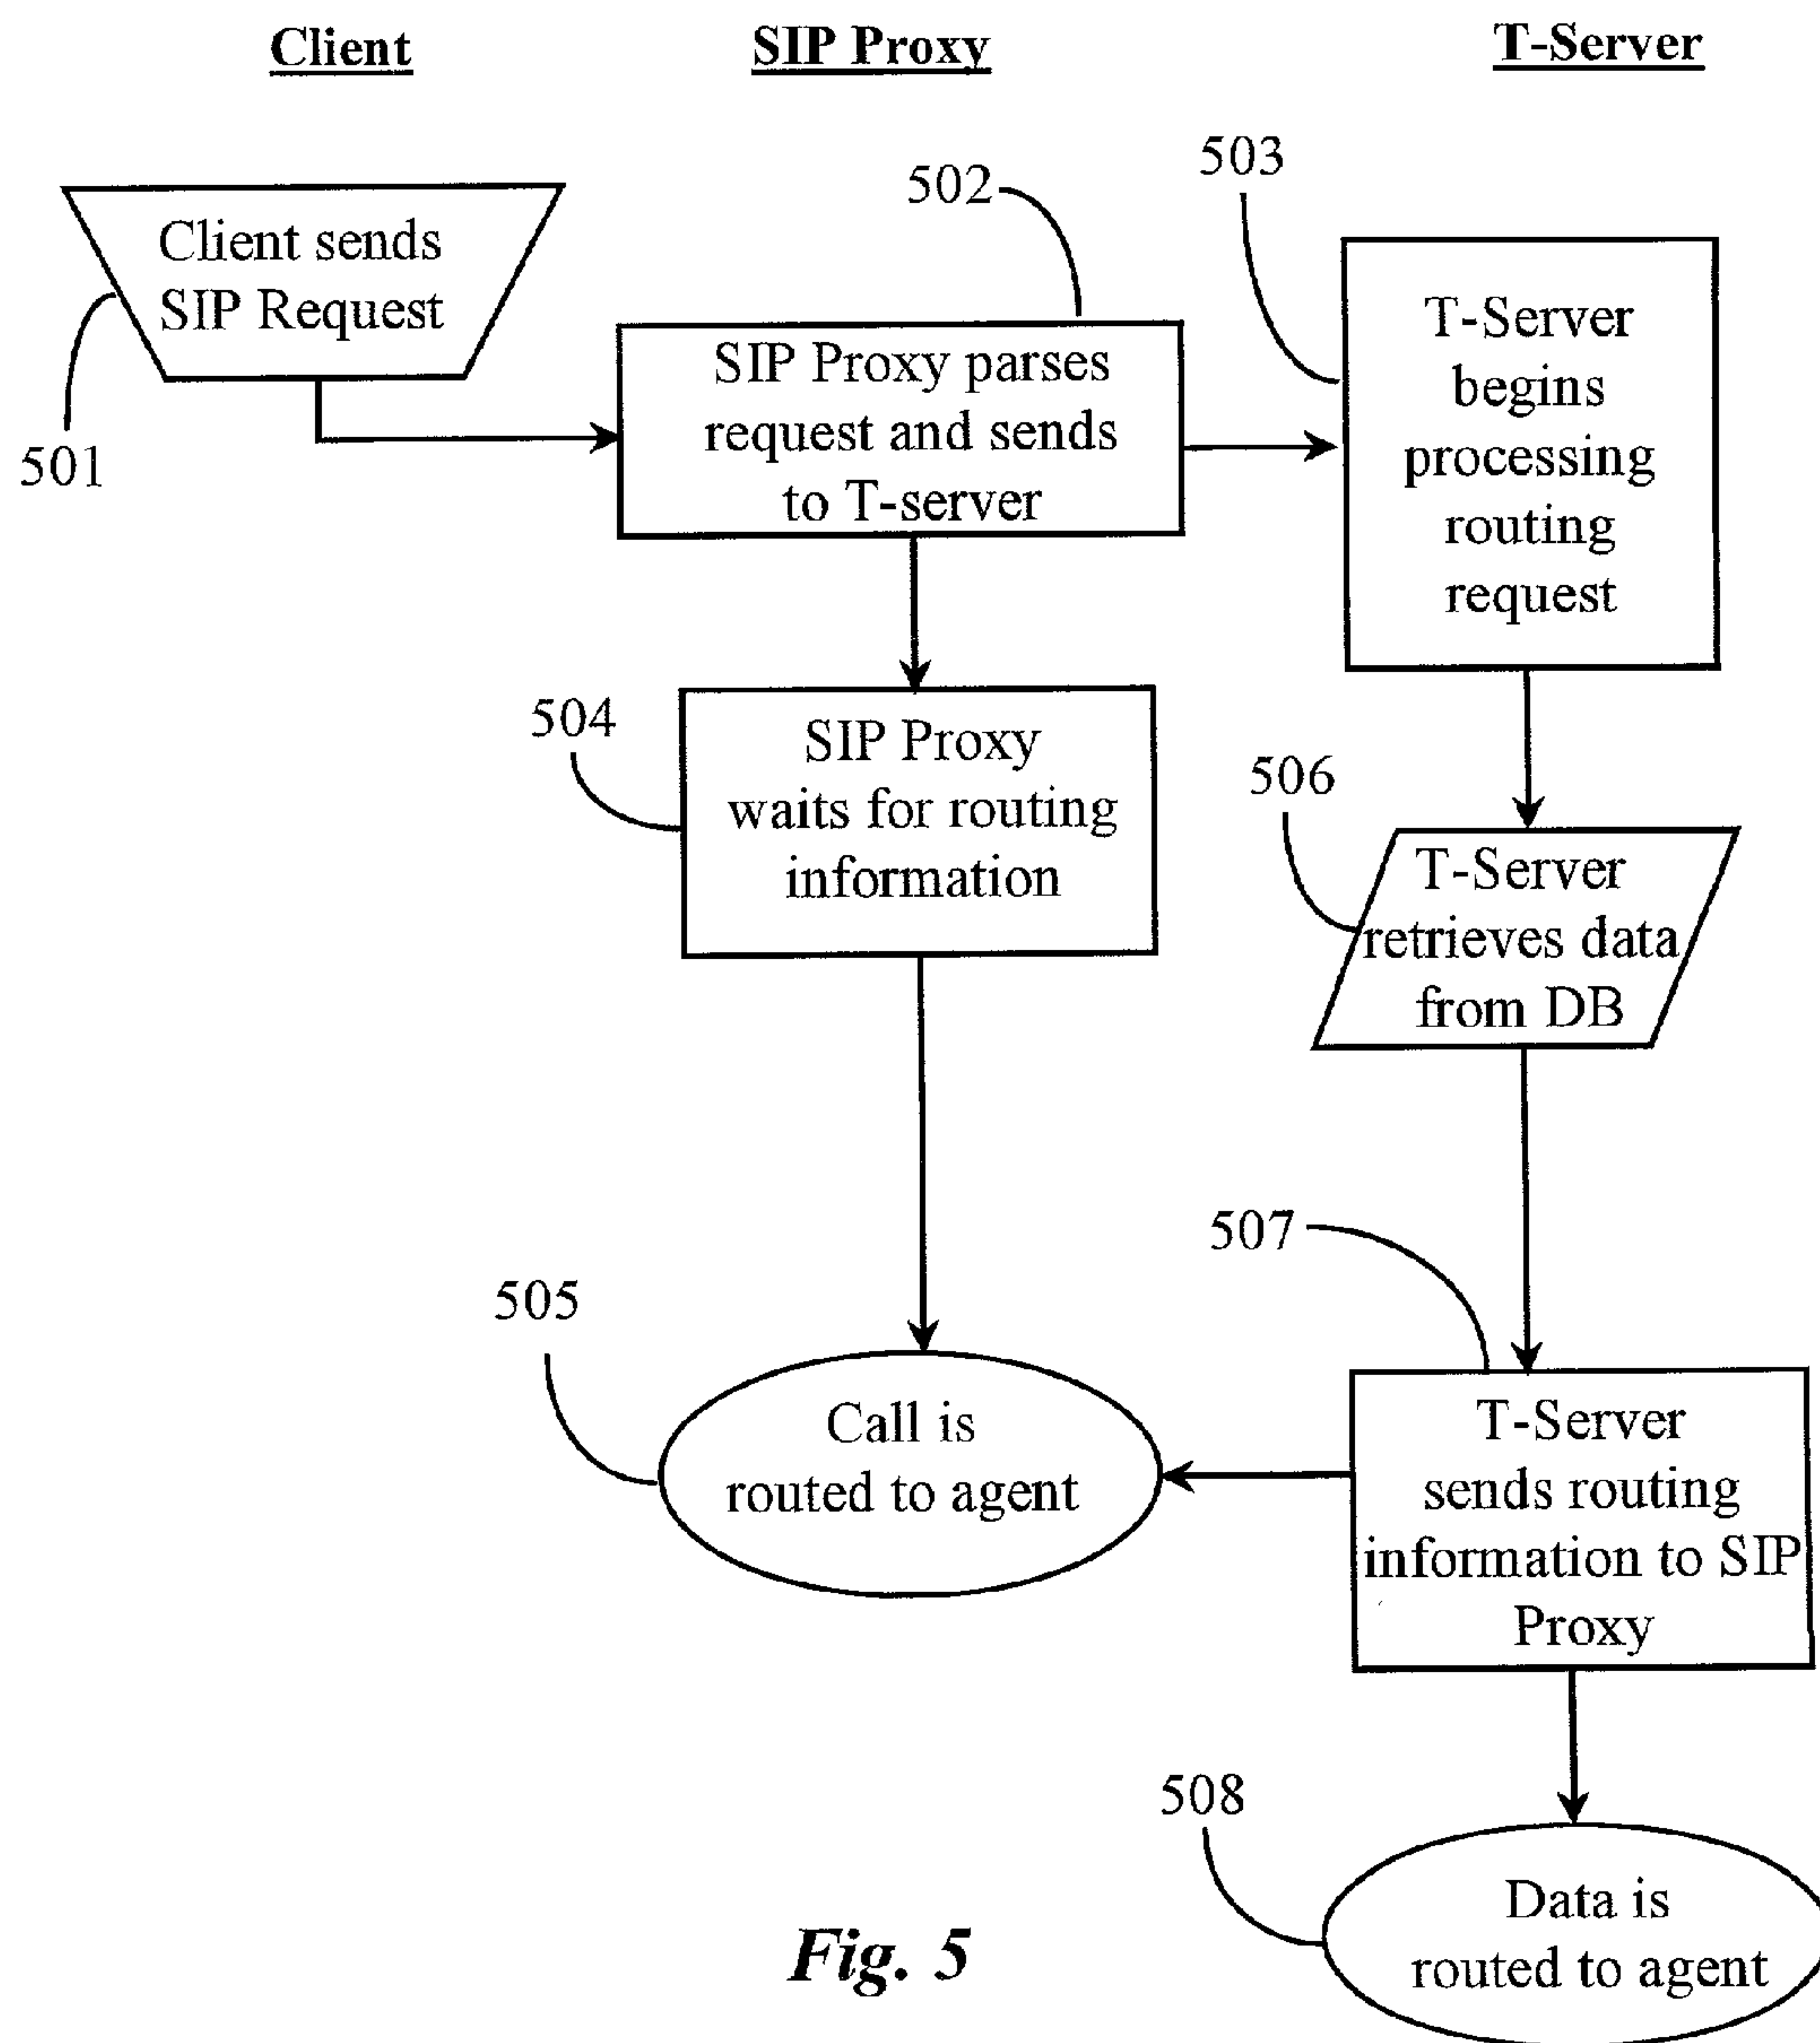 Client
SIP Proxy
T-Server
Client sends
SIP Request
501
502
SIP Proxy parses
request and sends
to T-server
503
T-Server
begins
processing
routing
request
504
SIP Proxy
waits for routing
information
506
T-Server
retrieves data
from DB
505
Call is
routed to agent
507
T-Server
sends routing
information to SIP
Proxy
508
Data is
routed to agent
Fig. 5